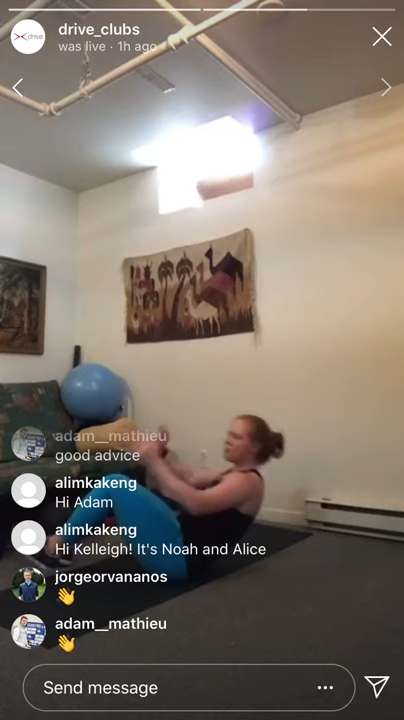 drive
drive_clubs
was live · 1h ago
adam__mathieu
good advice
alimkakeng
Hi Adam
alimkakeng
Hi Kelleigh! It's Noah and Alice
jorgeorvananos
👋
adam__mathieu
👋
Send message